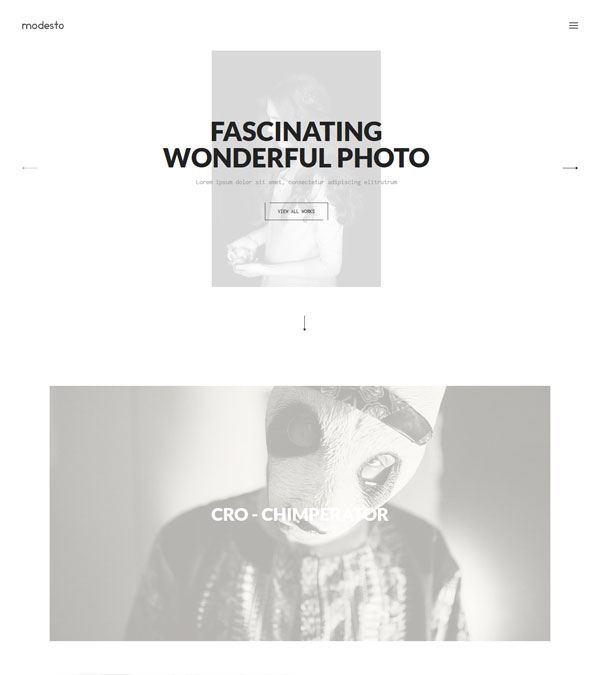 modesto
FASCINATING
WONDERFUL PHOTO
Lorem ipsum dolor sit amet, consectetur adipiscing elitrutrum
VIEW ALL WORKS
CRO - CHIMPERATOR